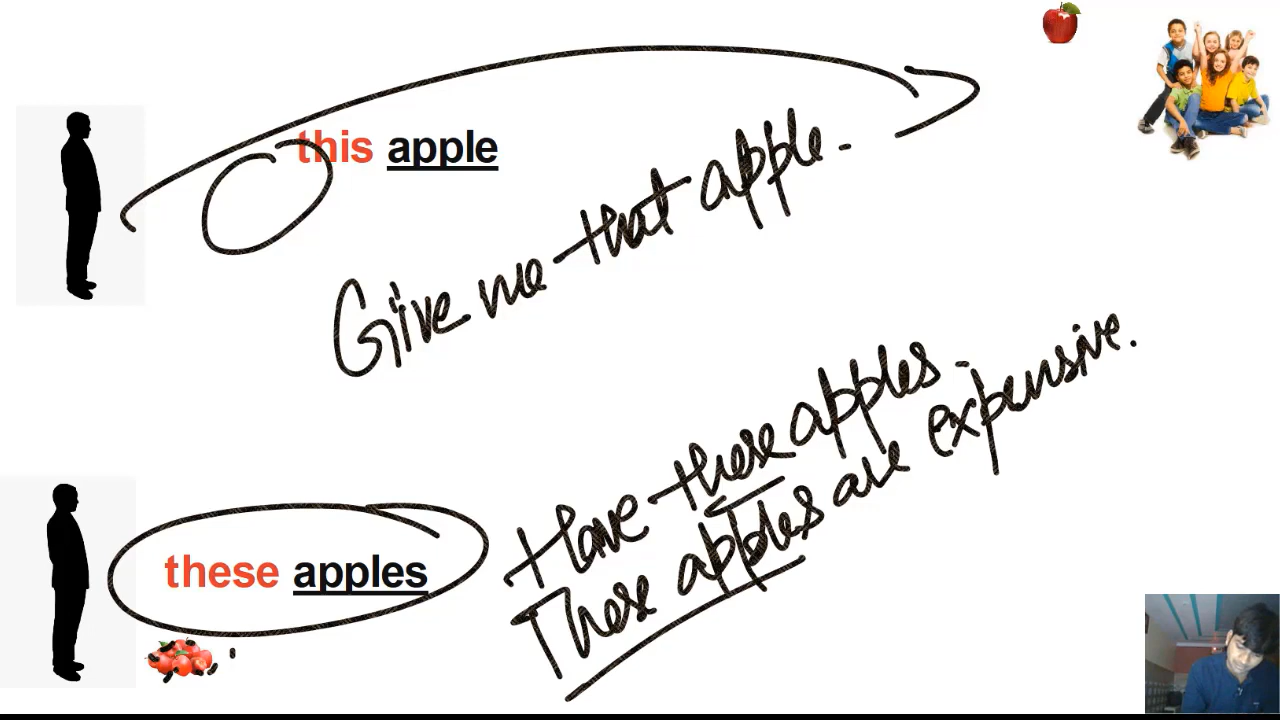 this apple
Give me that apple.
Have these apples.
These apples are expensive.
these apples